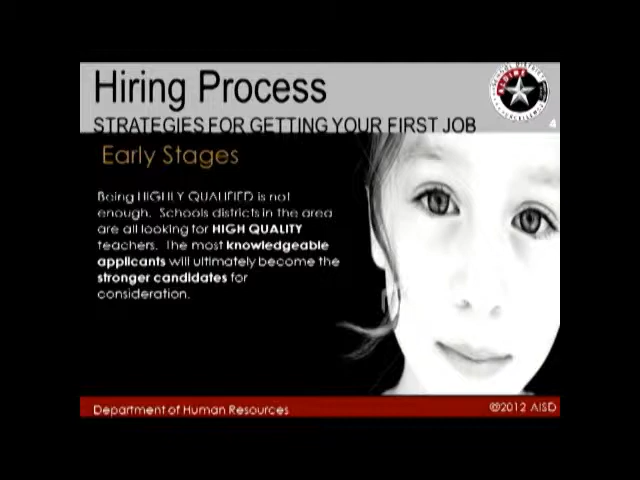 Hiring Process
STRATEGIES FOR GETTING YOUR FIRST JOB
4
Early Stages
Being HIGHLY QUALIFIED is not
enough. Schools districts in the area
are all looking for HIGH QUALITY
teachers. The most knowledgeable
applicants will ultimately become the
stronger candidates for
consideration.
Department of Human Resources
©2012 AISD